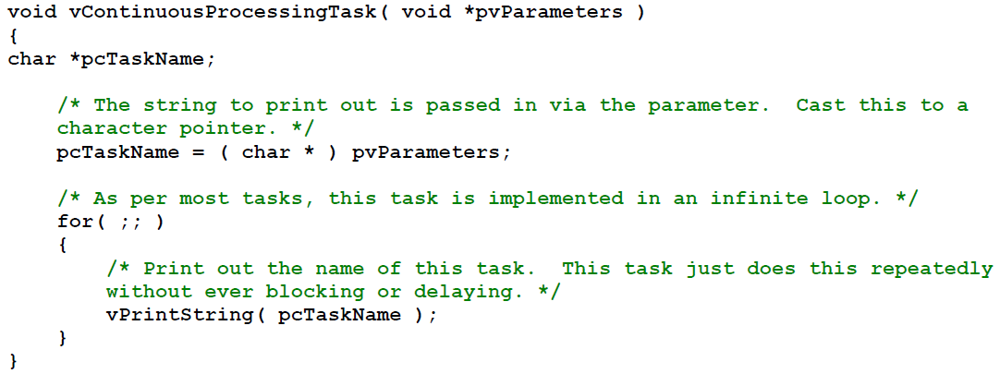 void vContinuousProcessingTask( void *pvParameters )
{
char *pcTaskName;
/* The string to print out is passed in via the parameter.  Cast this to a
character pointer. */
pcTaskName = ( char * ) pvParameters;
/* As per most tasks, this task is implemented in an infinite loop. */
for( ;; )
{
/* Print out the name of this task.  This task just does this repeatedly
without ever blocking or delaying. */
vPrintString( pcTaskName );
}
}